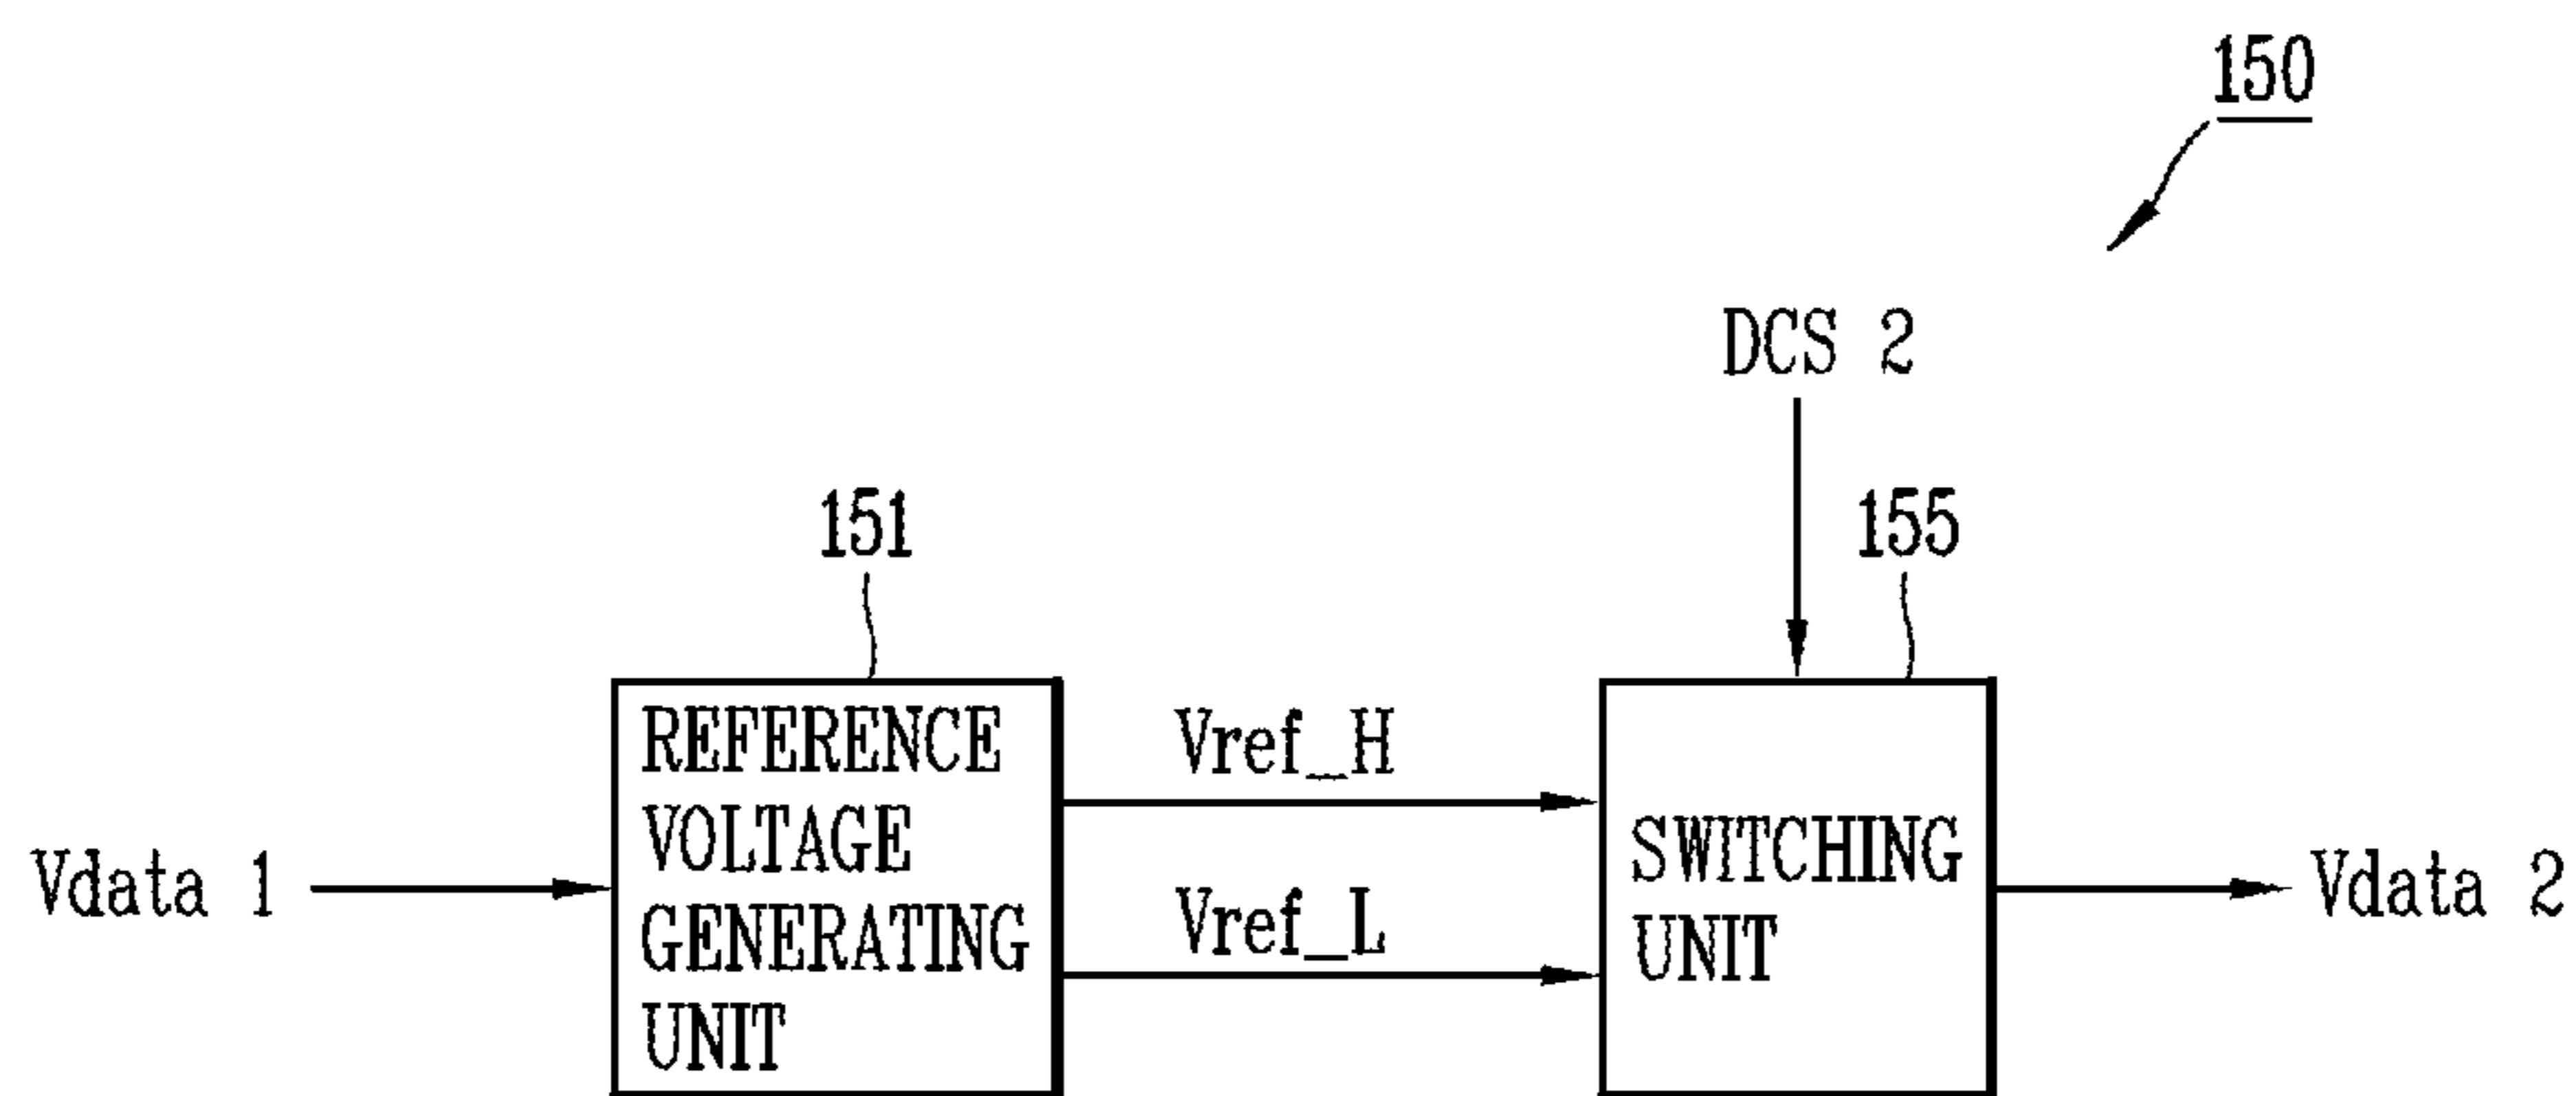 150
DCS 2
151
155
REFERENCE
VOLTAGE
GENERATING
UNIT
Vref_H
Vref_L
SWITCHING
UNIT
Vdata 1
Vdata 2